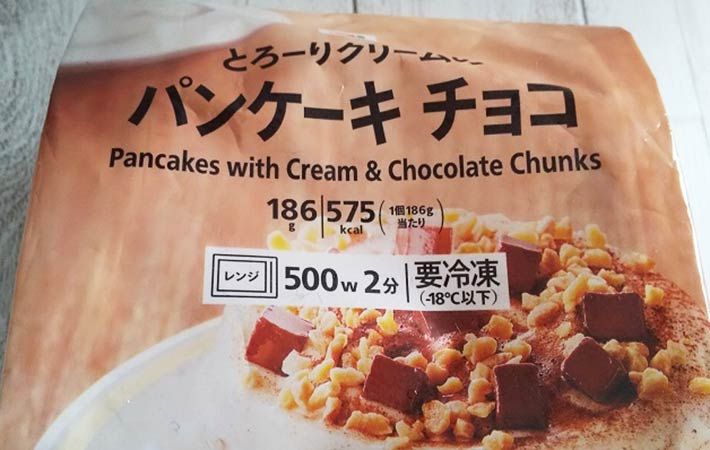 とろーりクリーム
パンケーキ チョコ
Pancakes with Cream & Chocolate Chunks
186g 575kcal (1個186g当たり)
レンジ 500w 2分 要冷凍
(-18℃以下)